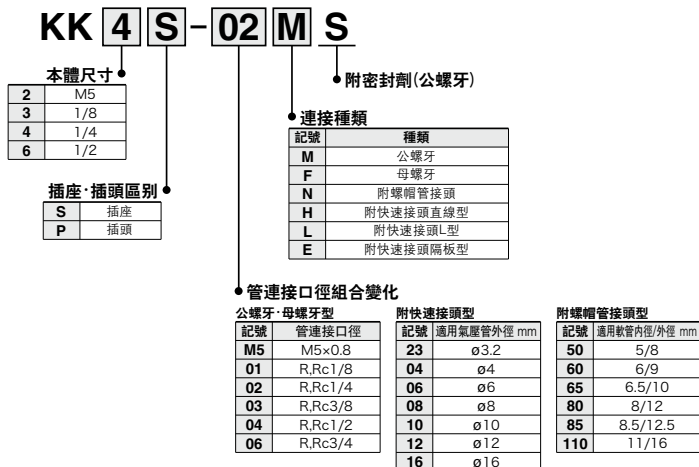 KK 4 S - 02 M S
本體尺寸
2 M5
3 1/8
4 1/4
6 1/2
附密封劑(公螺牙)
連接種類
記號 種類
M 公螺牙
F 母螺牙
N 附螺帽管接頭
H 附快速接頭直線型
L 附快速接頭L型
E 附快速接頭隔板型
插座·插頭區別
S 插座
P 插頭
管連接口徑組合變化
公螺牙·母螺牙型
記號 管連接口徑
M5 M5×0.8
01 R,Rc1/8
02 R,Rc1/4
03 R,Rc3/8
04 R,Rc1/2
06 R,Rc3/4
附快速接頭型
記號 適用氣壓管外徑 mm
23 ø3.2
04 ø4
06 ø6
08 ø8
10 ø10
12 ø12
16 ø16
附螺帽管接頭型
記號 適用軟管內徑/外徑 mm
50 5/8
60 6/9
65 6.5/10
80 8/12
85 8.5/12.5
110 11/16